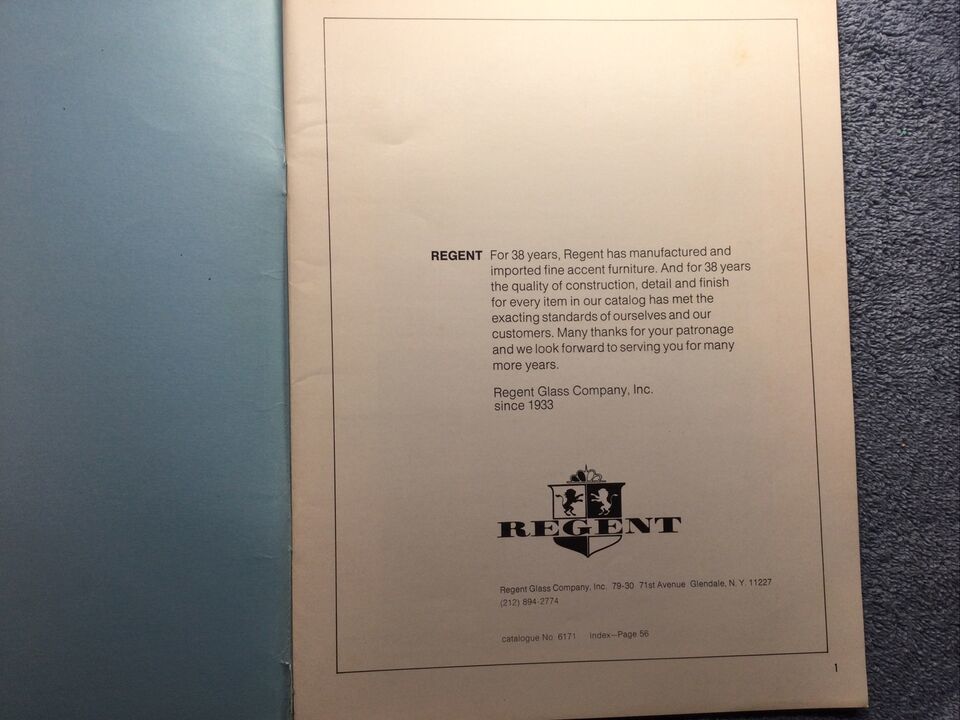 REGENT For 38 years, Regent has manufactured and
imported fine accent furniture. And for 38 years
the quality of construction, detail and finish
for every item in our catalog has met the
exacting standards of ourselves and our
customers. Many thanks for your patronage
and we look forward to serving you for many
more years.
Regent Glass Company, Inc.
since 1933
REGENT
Regent Glass Company, Inc. 79-30 71st Avenue Glendale, N.Y. 11227
(212) 894-2774
catalogue No. 6171 Index—Page 56
1